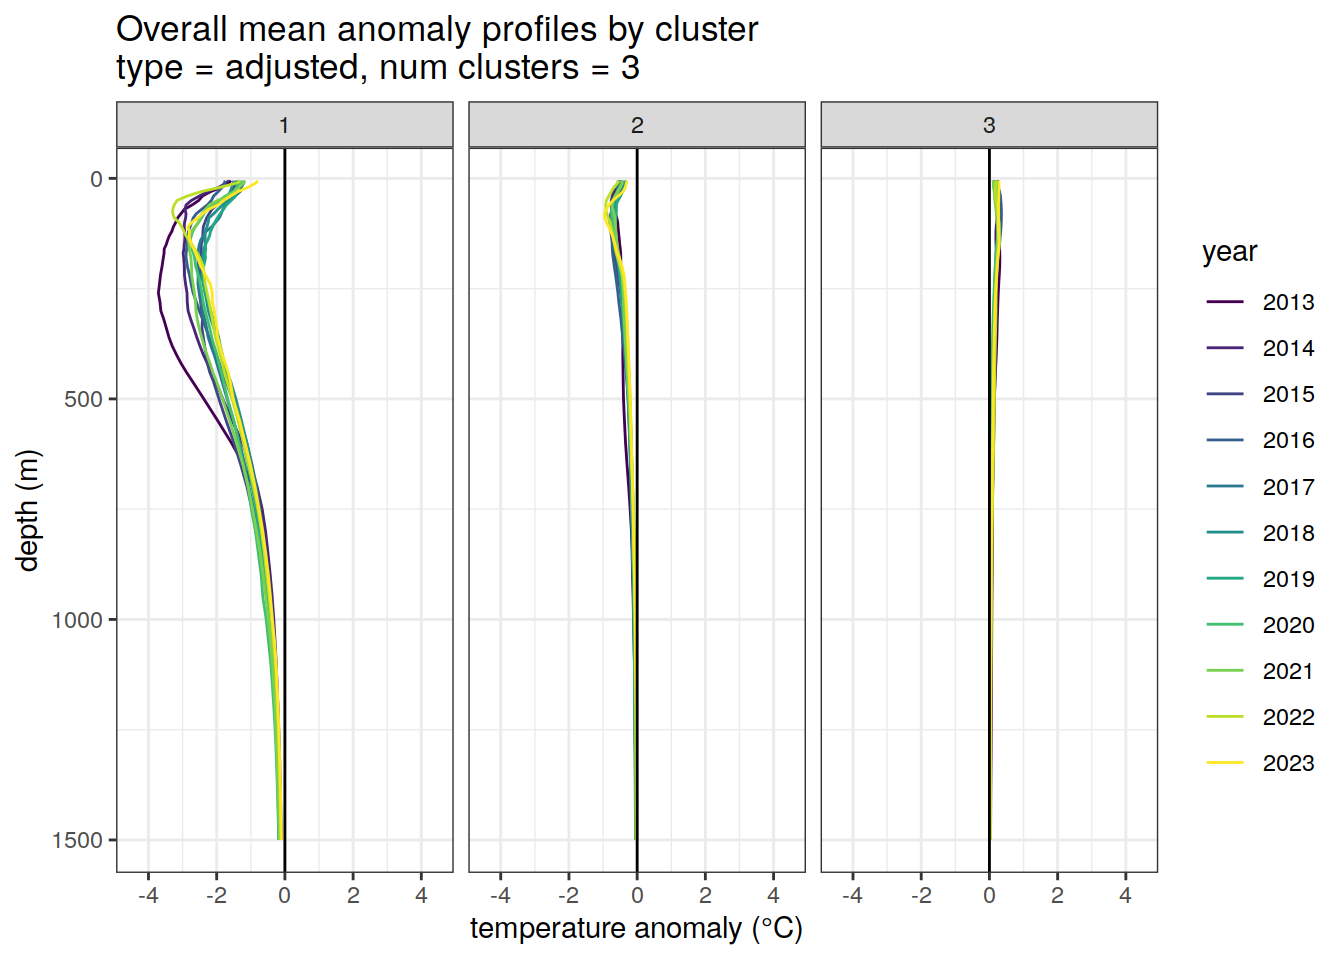 Overall mean anomaly profiles by cluster
type = adjusted, num clusters = 3
1
2
3
0
500
1000
1500
depth (m)
-4 -2 0 2 4
-4 -2 0 2 4
-4 -2 0 2 4
temperature anomaly (°C)
year
2013
2014
2015
2016
2017
2018
2019
2020
2021
2022
2023